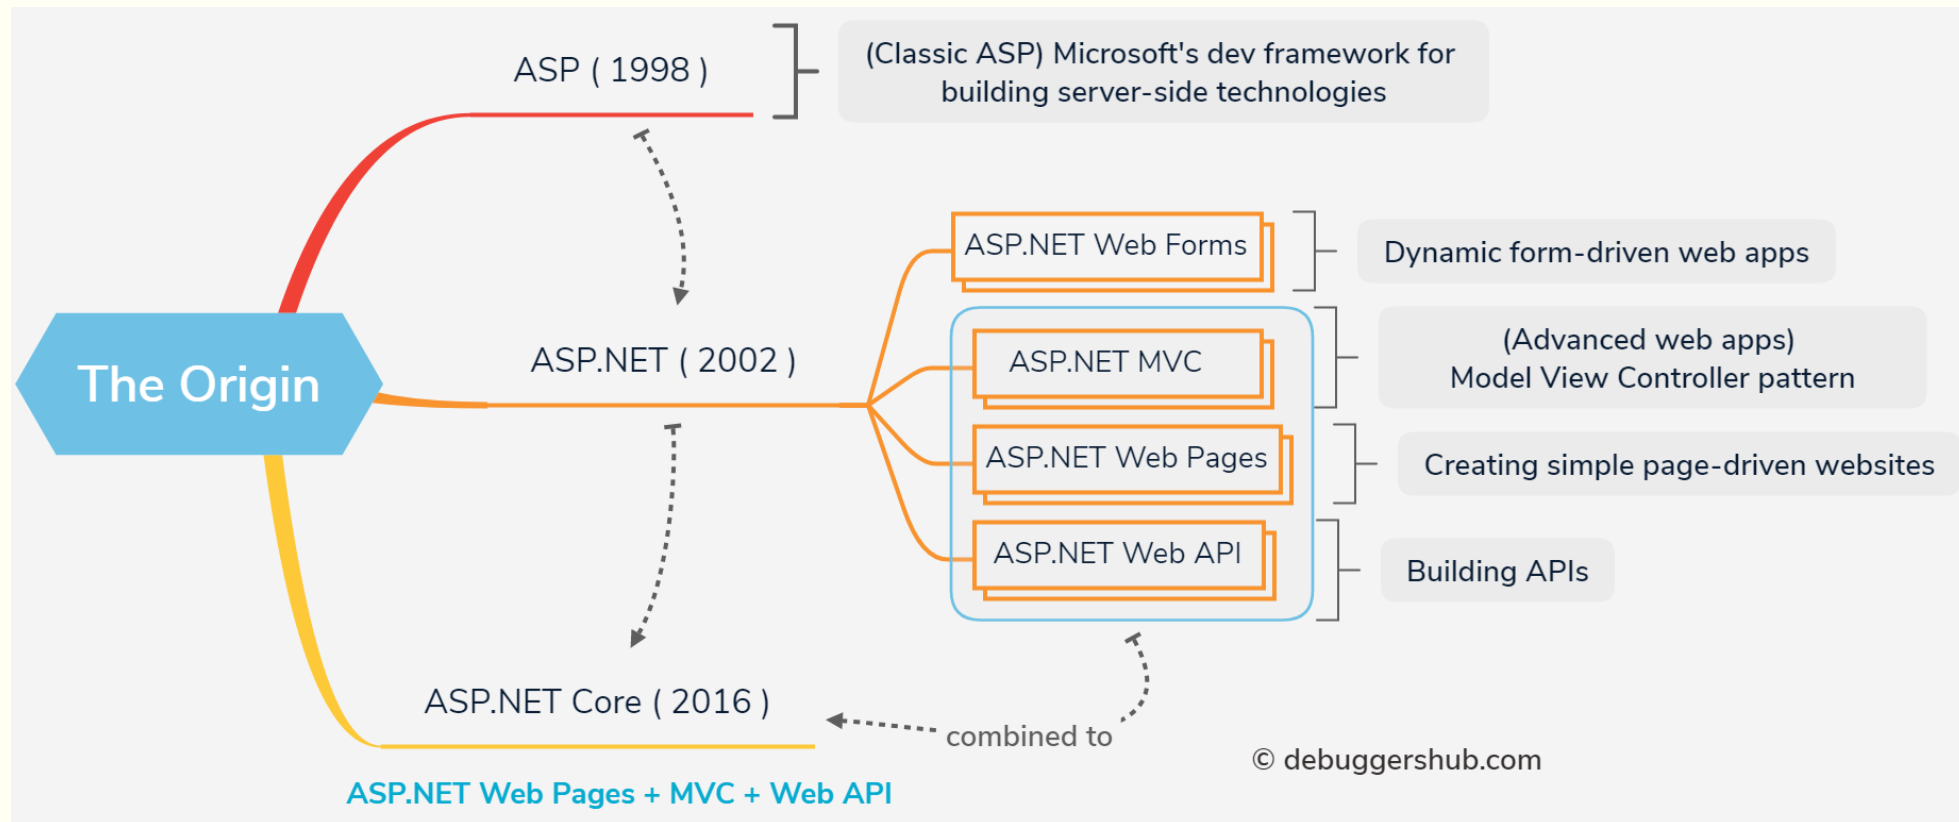 ASP ( 1998 )
(Classic ASP) Microsoft's dev framework for
building server-side technologies
The Origin
ASP.NET ( 2002 )
ASP.NET Web Forms
Dynamic form-driven web apps
ASP.NET MVC
(Advanced web apps)
Model View Controller pattern
ASP.NET Web Pages
Creating simple page-driven websites
ASP.NET Web API
Building APIs
ASP.NET Core ( 2016 )
combined to
ASP.NET Web Pages + MVC + Web API
© debuggershub.com